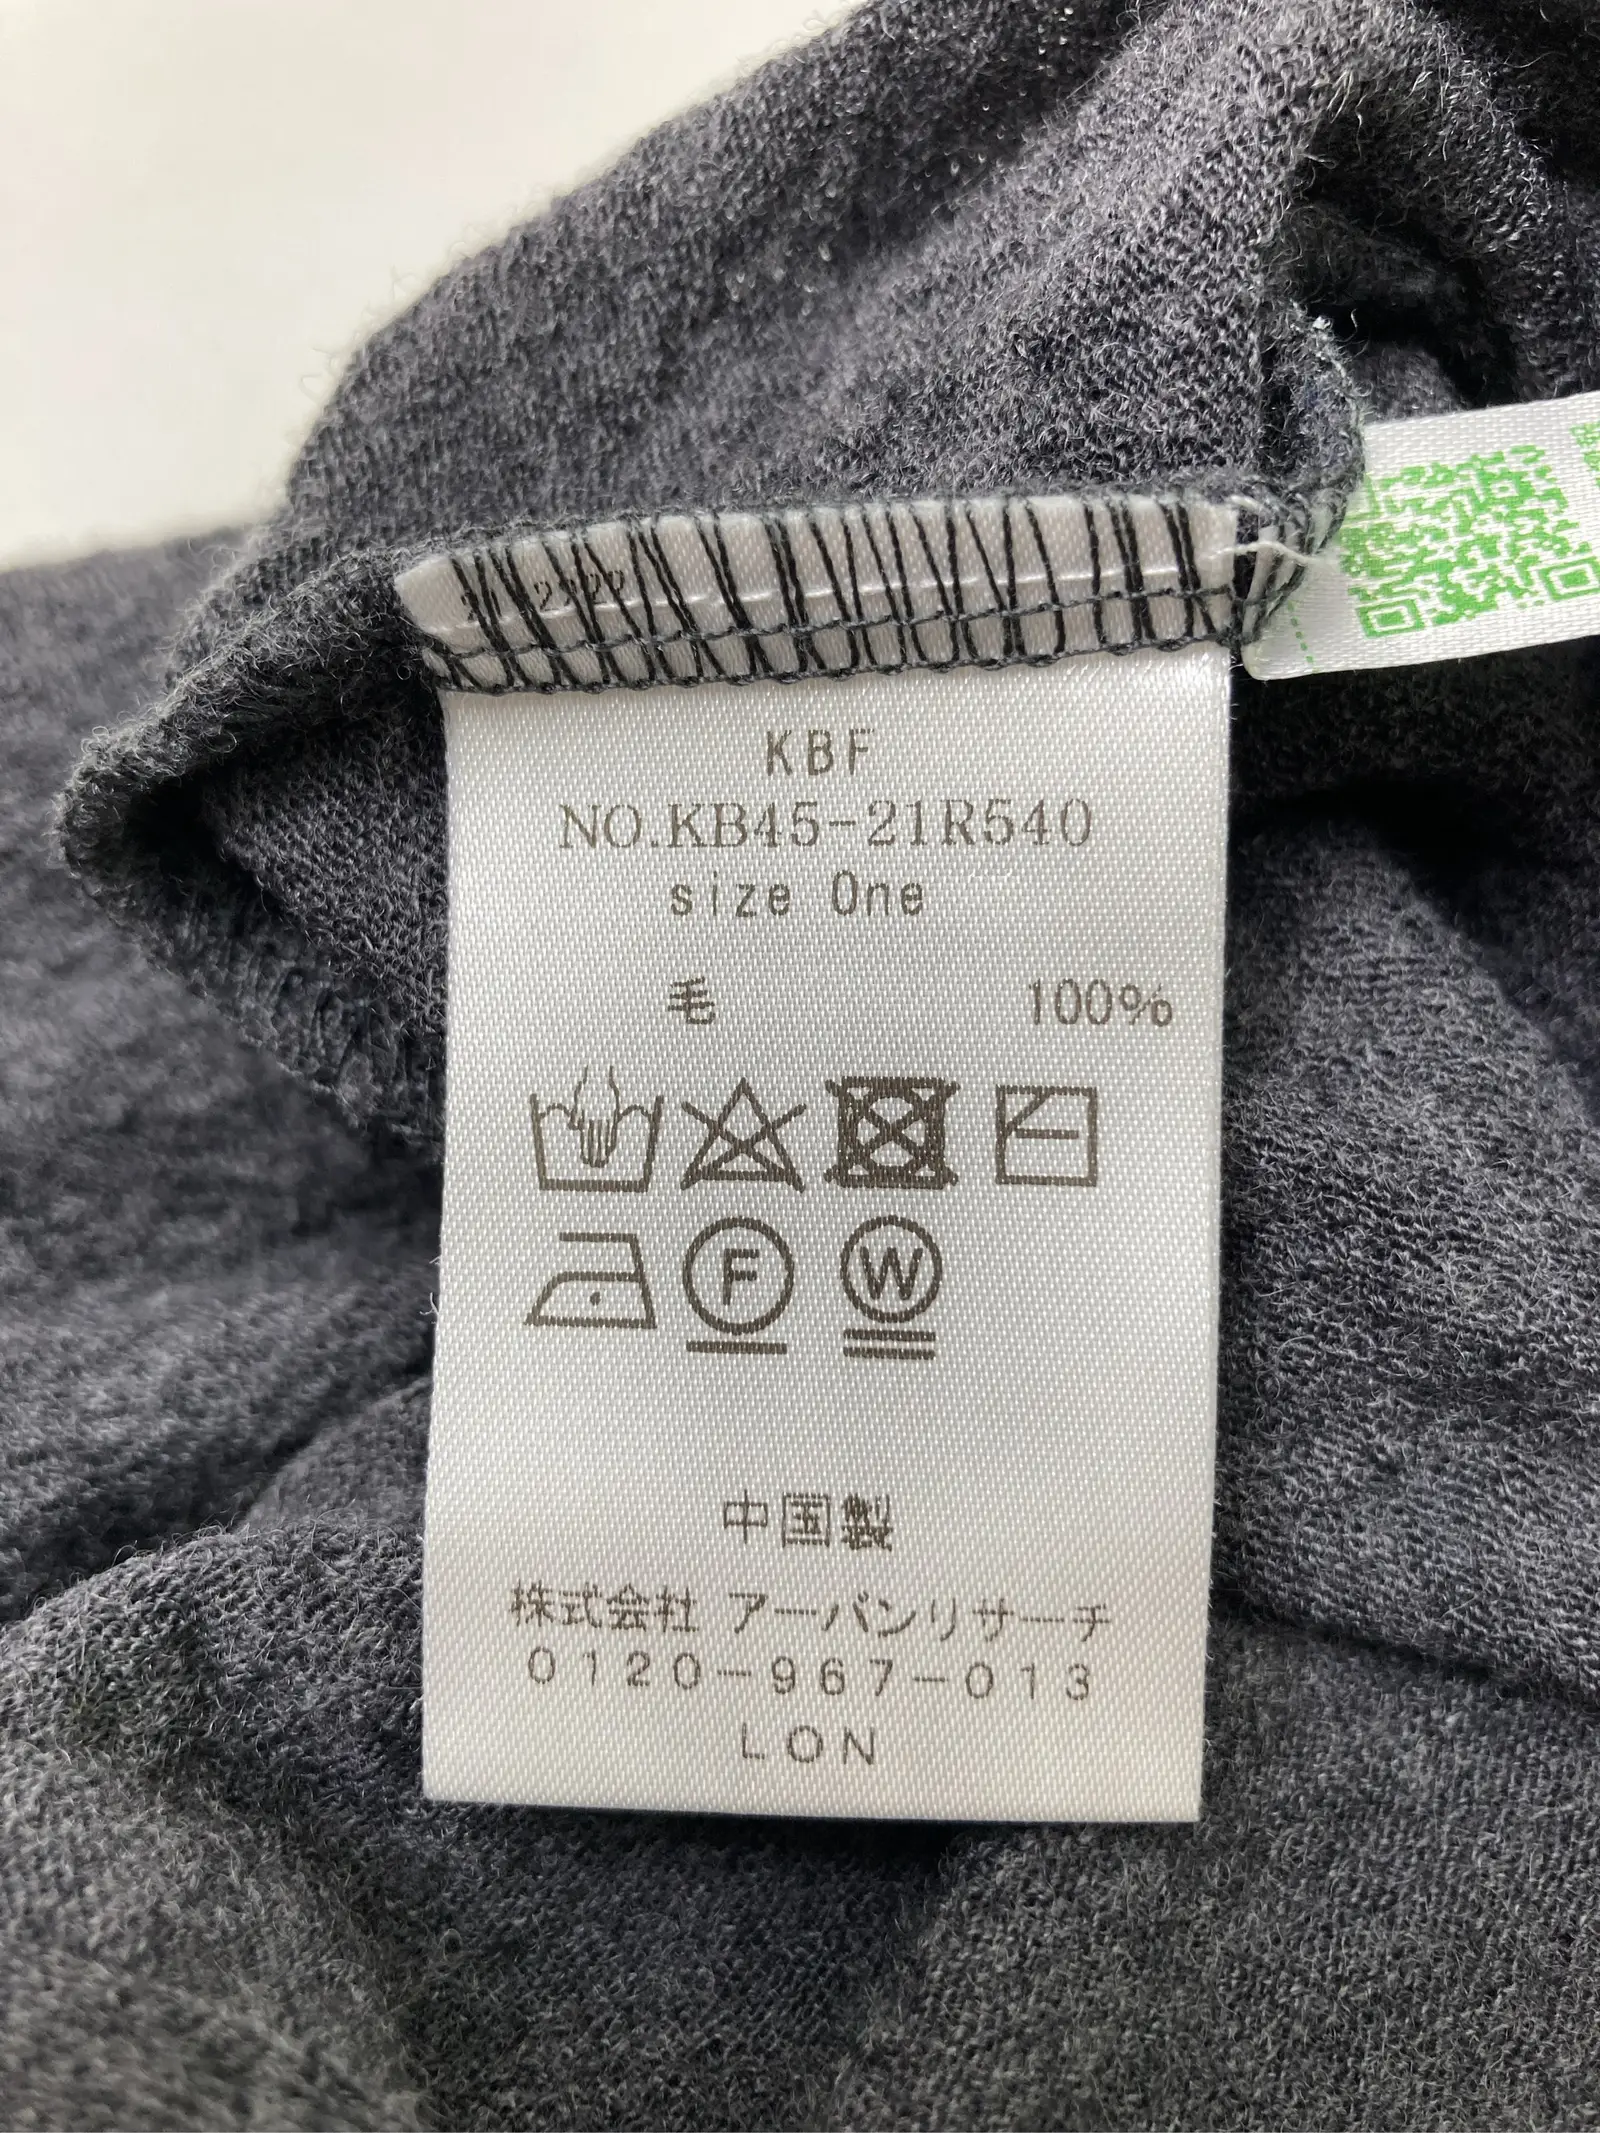 KBF
NO.KB45-21R540
size One
毛 100%
F W
中国製
株式会社 アーバンリサーチ
0120-967-013
LON